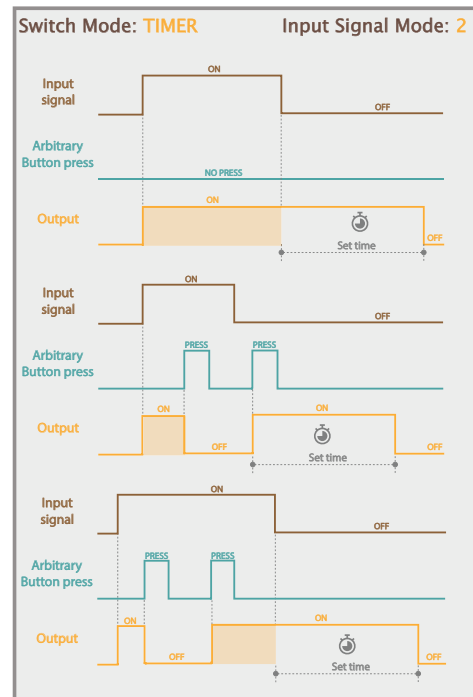 Switch Mode: TIMER Input Signal Mode: 2
ON
Input
signal
OFF
Arbitrary
Button press
NO PRESS
ON
Output
Set time
OFF
ON
Input
signal
OFF
PRESS PRESS
Arbitrary
Button press
ON ON
Output
OFF OFF
Set time
ON
Input
signal
OFF
PRESS PRESS
Arbitrary
Button press
ON ON
Output
OFF OFF
Set time